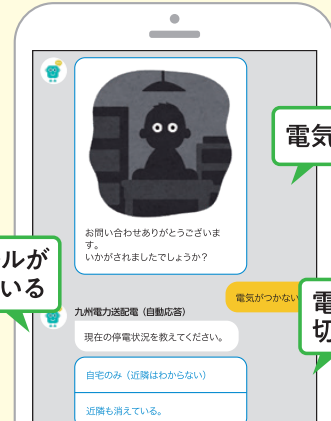 お問い合わせありがとうございま
す。
いかがされましたでしょうか？
電気
ルが
いる
電気がつかない
電
切
九州電力送配電（自動応答）
現在の停電状況を教えてください。
自宅のみ（近隣はわからない）
近隣も消えている。